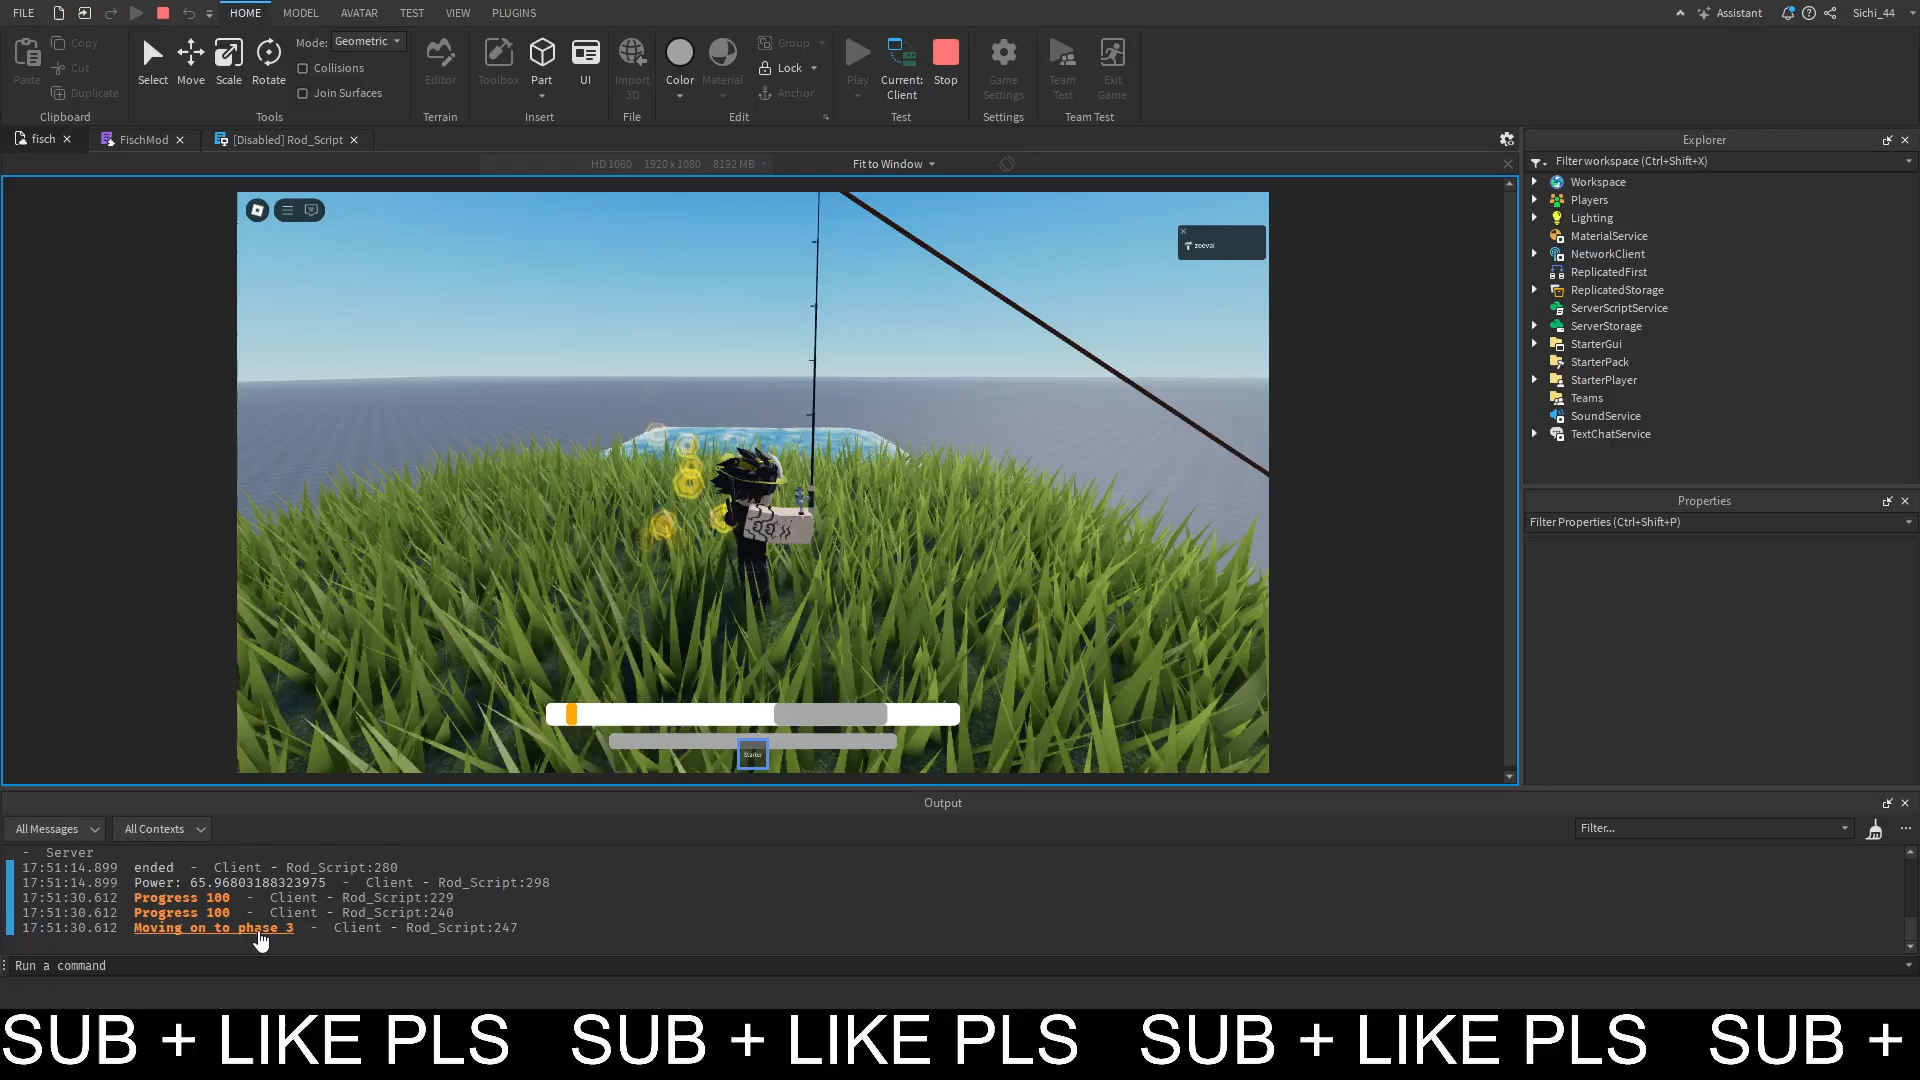 FILE HOME MODEL AVATAR TEST VIEW PLUGINS Assistant Sichi_44
Paste Copy Cut Duplicate Clipboard
Select Move Scale Rotate Mode: Geometric Collisions Join Surfaces Tools
Editor Terrain
Toolbox Part UI Insert
Import 3D File
Color Material Group Lock Anchor Edit
Play Current: Client Stop Test
Game Settings Settings
Team Test Exit Game Team Test
fisch FischMod [Disabled] Rod_Script
HD 1080 1920 x 1080 8192 MB Fit to Window
zeevai
Starter
Explorer
Filter workspace (Ctrl+Shift+X)
Workspace
Players
Lighting
MaterialService
NetworkClient
ReplicatedFirst
ReplicatedStorage
ServerScriptService
ServerStorage
StarterGui
StarterPack
StarterPlayer
Teams
SoundService
TextChatService
Properties
Filter Properties (Ctrl+Shift+P)
Output
All Messages All Contexts Filter...
- Server
17:51:14.899 ended - Client - Rod_Script:280
17:51:14.899 Power: 65.96803188323975 - Client - Rod_Script:298
17:51:30.612 Progress 100 - Client - Rod_Script:229
17:51:30.612 Progress 100 - Client - Rod_Script:240
17:51:30.612 Moving on to phase 3 - Client - Rod_Script:247
Run a command
SUB + LIKE PLS SUB + LIKE PLS SUB + LIKE PLS SUB +